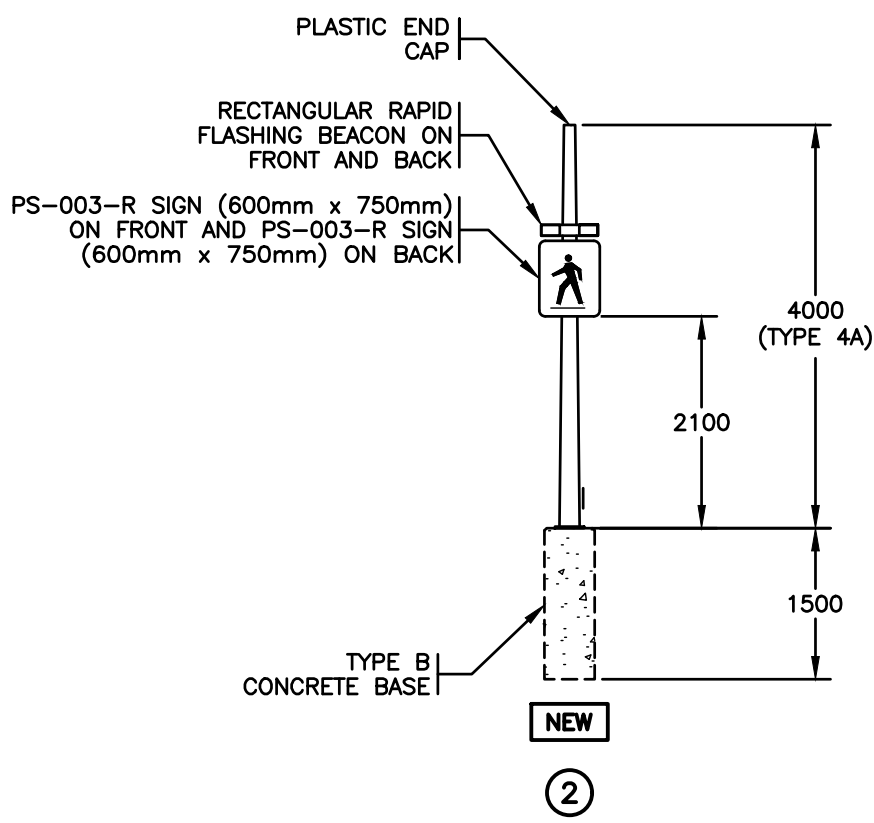 PLASTIC END
CAP
RECTANGULAR RAPID
FLASHING BEACON ON
FRONT AND BACK
PS-003-R SIGN (600mm x 750mm)
ON FRONT AND PS-003-R SIGN
(600mm x 750mm) ON BACK
4000
(TYPE 4A)
2100
1500
TYPE B
CONCRETE BASE
NEW
2